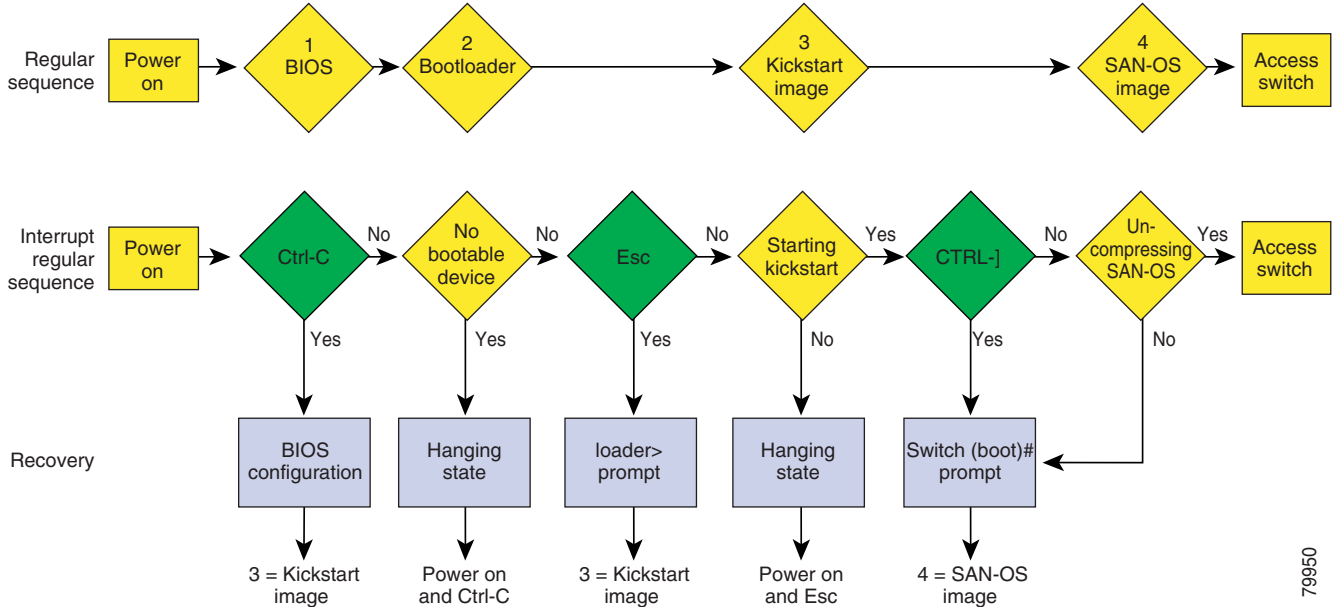 Regular
sequence
Power
on
1
BIOS
2
Bootloader
3
Kickstart
image
4
SAN-OS
image
Access
switch
Interrupt
regular
sequence
Power
on
Ctrl-C
No
No
bootable
device
No
Esc
No
Starting
kickstart
Yes
CTRL-]
No
Un-
compressing
SAN-OS
Yes
Access
switch
Yes
Yes
Yes
No
Yes
No
Recovery
BIOS
configuration
Hanging
state
loader>
prompt
Hanging
state
Switch (boot)#
prompt
3 = Kickstart
image
Power on
and Ctrl-C
3 = Kickstart
image
Power on
and Esc
4 = SAN-OS
image
79950